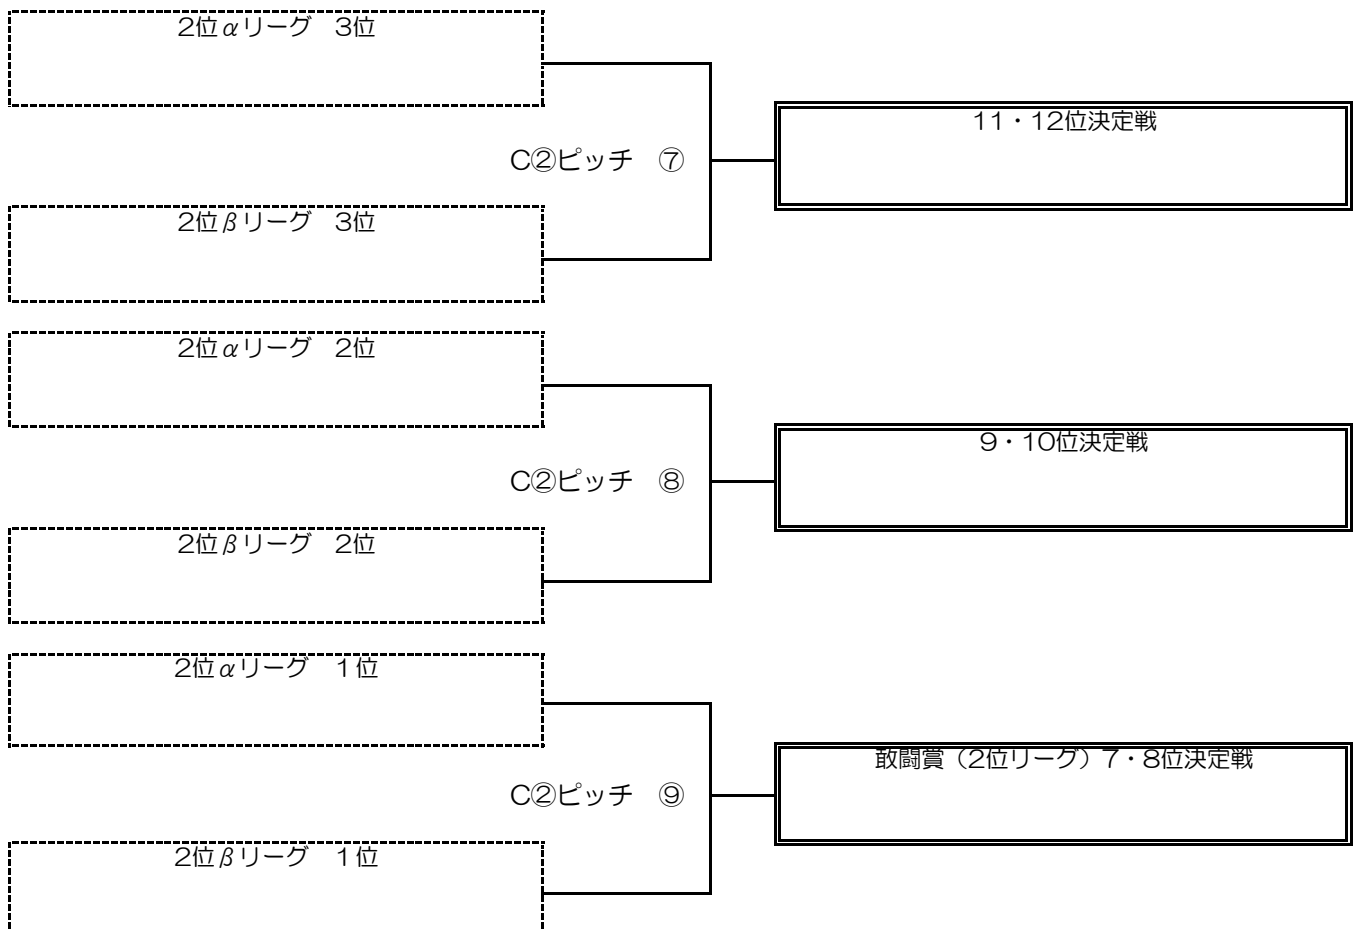 2位αリーグ　3位
11・12位決定戦
C②ピッチ　⑦
2位βリーグ　3位
2位αリーグ　2位
9・10位決定戦
C②ピッチ　⑧
2位βリーグ　2位
2位αリーグ　1位
敢闘賞（2位リーグ）7・8位決定戦
C②ピッチ　⑨
2位βリーグ　1位